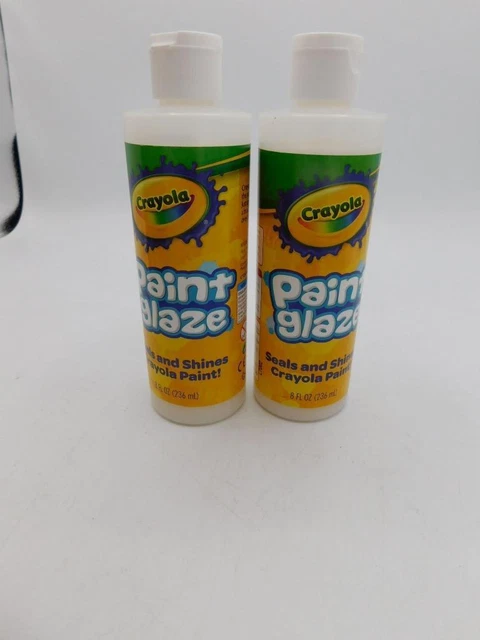 Crayola
Paint
glaze
Seals and Shines
Crayola Paint!
8 FL OZ (236 mL)
Crayola
Paint
glaze
Seals and Shines
Crayola Paint!
8 FL OZ (236 mL)